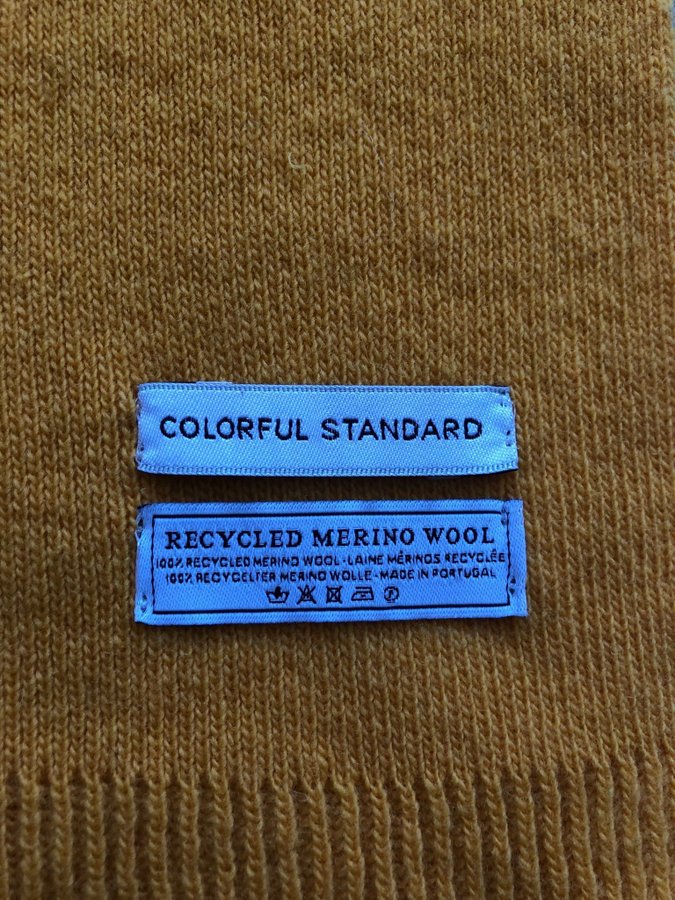 COLORFUL STANDARD
RECYCLED MERINO WOOL
100% RECYCLED MERINO WOOL - LAINE MÉRINOS RECYCLÉE
100% RECYCELTER MERINO WOLLE - MADE IN PORTUGAL